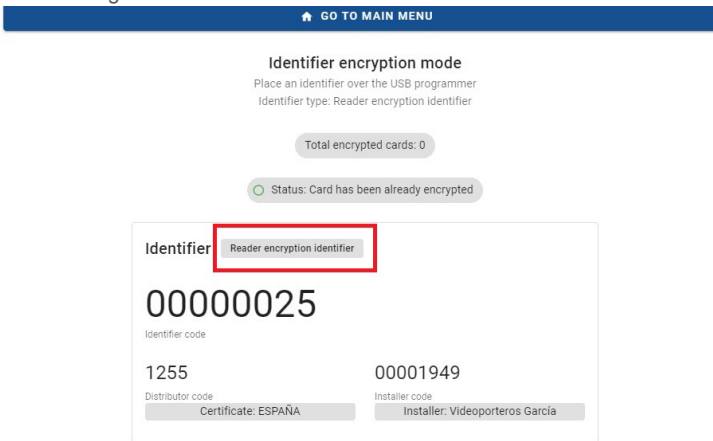 GO TO MAIN MENU
Identifier encryption mode
Place an identifier over the USB programmer
Identifier type: Reader encryption identifier
Total encrypted cards: 0
Status: Card has been already encrypted
Identifier Reader encryption identifier
00000025
Identifier code
1255 00001949
Distributor code Installer code
Certificate: ESPAÑA Installer: Videoporteros García